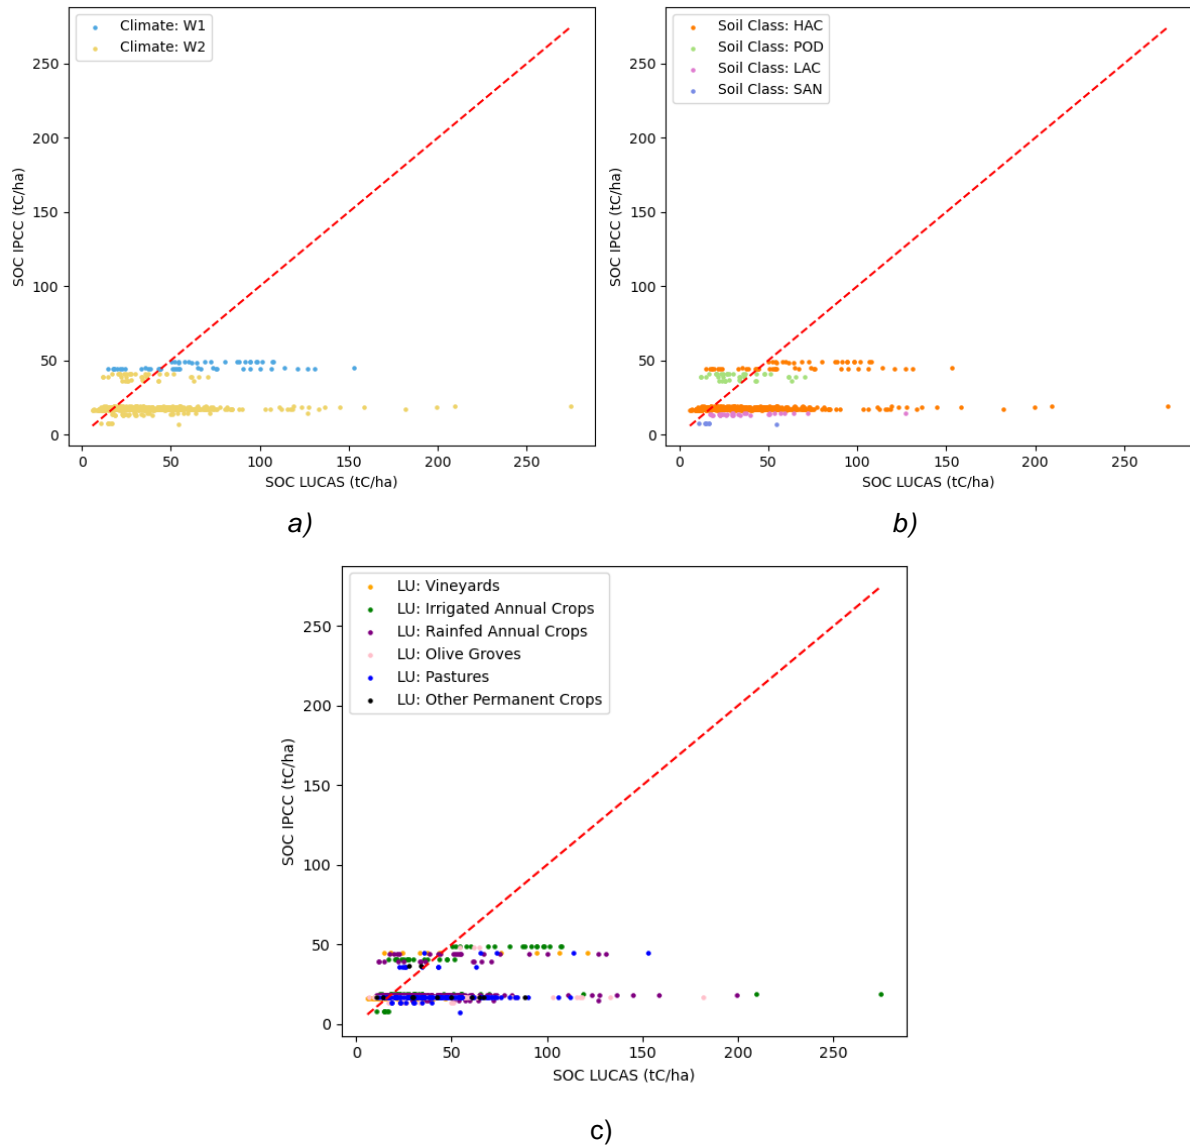 Climate: W1
Climate: W2
250
200
150
100
50
0
SOC IPCC (tC/ha)
0 50 100 150 200 250
SOC LUCAS (tC/ha)
a)
Soil Class: HAC
Soil Class: POD
Soil Class: LAC
Soil Class: SAN
250
200
150
100
50
0
SOC IPCC (tC/ha)
0 50 100 150 200 250
SOC LUCAS (tC/ha)
b)
LU: Vineyards
LU: Irrigated Annual Crops
LU: Rainfed Annual Crops
LU: Olive Groves
LU: Pastures
LU: Other Permanent Crops
250
200
150
100
50
0
SOC IPCC (tC/ha)
0 50 100 150 200 250
SOC LUCAS (tC/ha)
c)